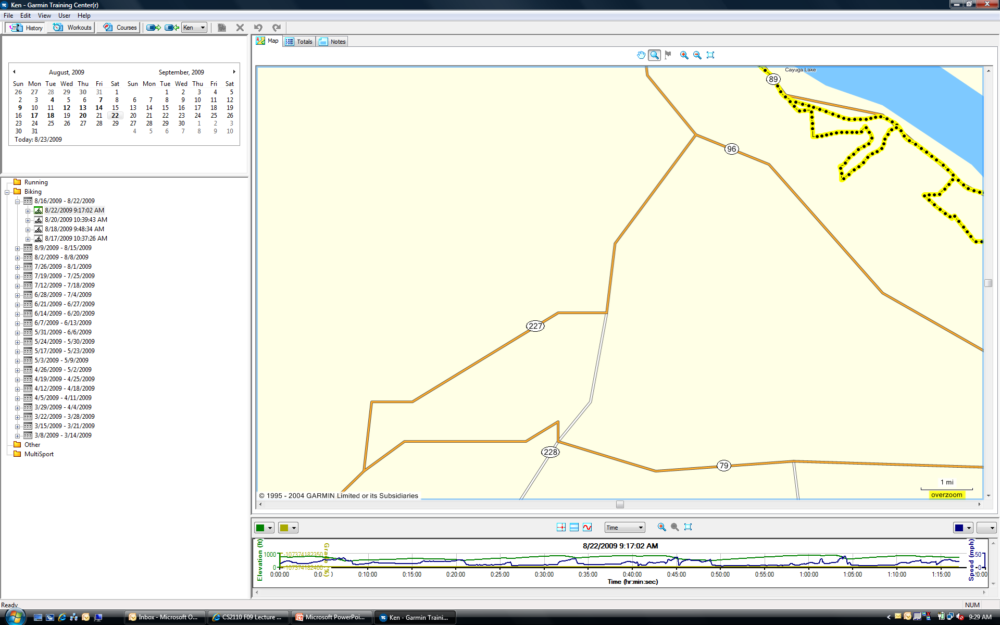 Ken - Garmin Training Center(r)
File Edit View User Help
History Workouts Courses Ken
Map Totals Notes
August, 2009 September, 2009
Sun Mon Tue Wed Thu Fri Sat Sun Mon Tue Wed Thu Fri Sat
26 27 28 29 30 31 1 1 2 3 4 5
2 3 4 5 6 7 8 6 7 8 9 10 11 12
9 10 11 12 13 14 15 13 14 15 16 17 18 19
16 17 18 19 20 21 22 20 21 22 23 24 25 26
23 24 25 26 27 28 29 27 28 29 30 1 2 3
30 31 4 5 6 7 8 9 10
Today: 8/23/2009
Running
Biking
8/16/2009 - 8/22/2009
8/22/2009 9:17:02 AM
8/20/2009 10:39:43 AM
8/18/2009 9:48:34 AM
8/17/2009 10:37:26 AM
8/9/2009 - 8/15/2009
8/2/2009 - 8/8/2009
7/26/2009 - 8/1/2009
7/19/2009 - 7/25/2009
7/12/2009 - 7/18/2009
6/28/2009 - 7/4/2009
6/21/2009 - 6/27/2009
6/14/2009 - 6/20/2009
6/7/2009 - 6/13/2009
5/31/2009 - 6/6/2009
5/24/2009 - 5/30/2009
5/17/2009 - 5/23/2009
5/3/2009 - 5/9/2009
4/26/2009 - 5/2/2009
4/19/2009 - 4/25/2009
4/12/2009 - 4/18/2009
4/5/2009 - 4/11/2009
3/29/2009 - 4/4/2009
3/22/2009 - 3/28/2009
3/15/2009 - 3/21/2009
3/8/2009 - 3/14/2009
Other
MultiSport
Cayuga Lake
89
96
227
228
79
1 mi
overzoom
© 1995 - 2004 GARMIN Limited or its Subsidiaries
Time
8/22/2009 9:17:02 AM
Elevation (ft)
1000
0
-107374182350
Speed (mph)
50
0
0:00:00 0:10:00 0:15:00 0:20:00 0:25:00 0:30:00 0:35:00 0:40:00 0:45:00 0:50:00 0:55:00 1:00:00 1:05:00 1:10:00 1:15:00
Time (hr:min:sec)
Ready
NUM
Inbox - Microsoft O... CS2110 F09 Lecture ... Microsoft PowerPoi... Ken - Garmin Traini...
9:29 AM